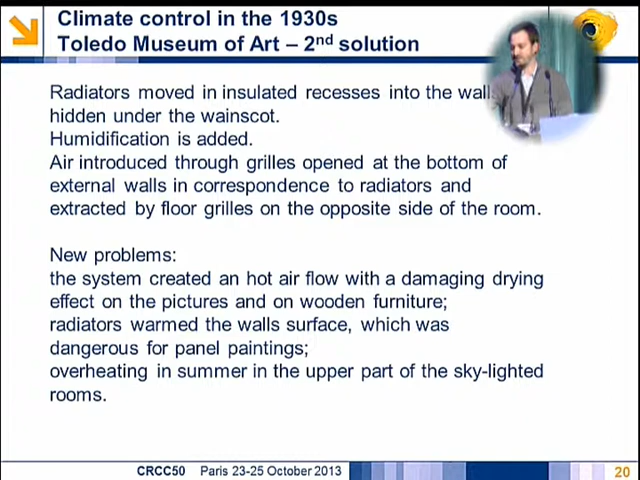 Climate control in the 1930s
Toledo Museum of Art – 2nd solution
Radiators moved in insulated recesses into the wall
hidden under the wainscot.
Humidification is added.
Air introduced through grilles opened at the bottom of
external walls in correspondence to radiators and
extracted by floor grilles on the opposite side of the room.
New problems:
the system created an hot air flow with a damaging drying
effect on the pictures and on wooden furniture;
radiators warmed the walls surface, which was
dangerous for panel paintings;
overheating in summer in the upper part of the sky-lighted
rooms.
CRCC50 Paris 23-25 October 2013
20